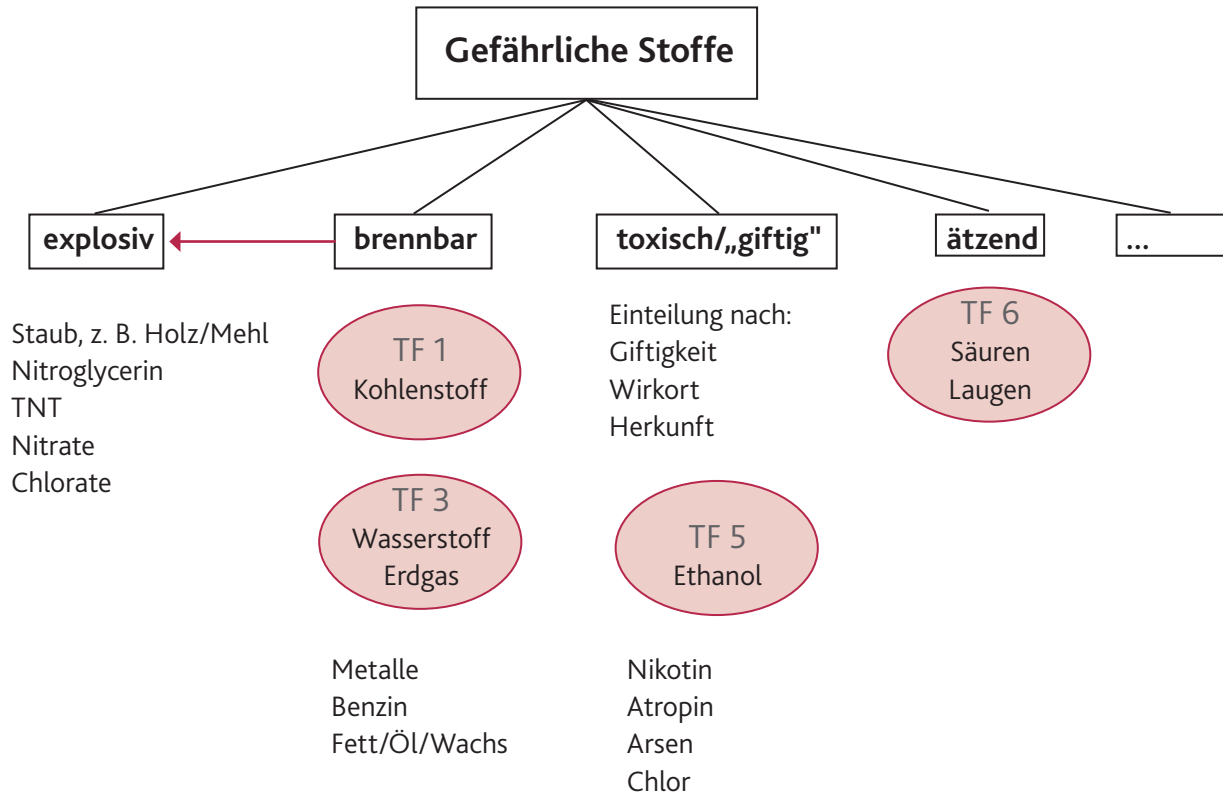 Gefährliche Stoffe
explosiv
brennbar
toxisch/„giftig"
ätzend
...
Staub, z. B. Holz/Mehl
Nitroglycerin
TNT
Nitrate
Chlorate
TF 1
Kohlenstoff
TF 3
Wasserstoff
Erdgas
Metalle
Benzin
Fett/Öl/Wachs
Einteilung nach:
Giftigkeit
Wirkort
Herkunft
TF 5
Ethanol
Nikotin
Atropin
Arsen
Chlor
TF 6
Säuren
Laugen